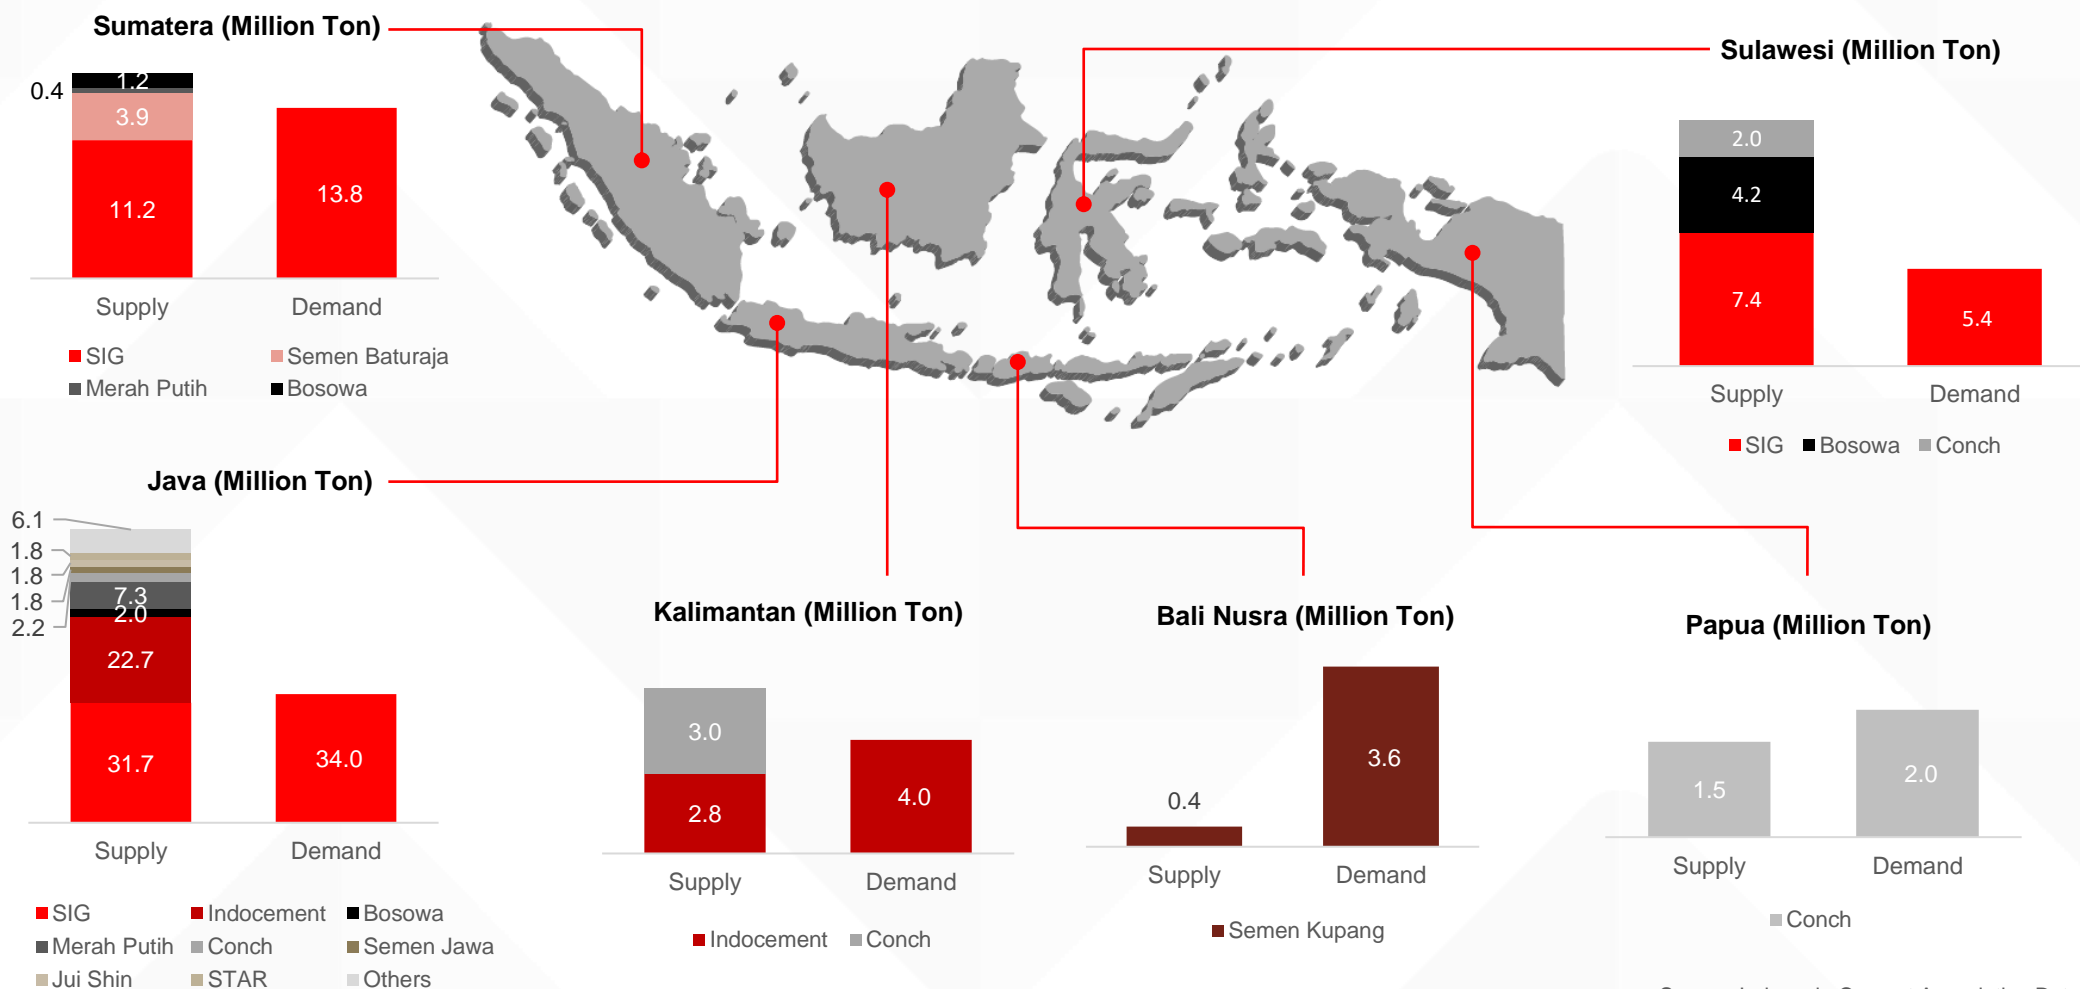 Sumatera (Million Ton)
1.2
0.4
3.9
11.2
13.8
Supply
Demand
SIG
Semen Baturaja
Merah Putih
Bosowa
Sulawesi (Million Ton)
2.0
4.2
7.4
5.4
Supply
Demand
SIG
Bosowa
Conch
Java (Million Ton)
6.1
1.8
1.8
1.8
2.2
7.3
2.0
22.7
31.7
34.0
Supply
Demand
SIG
Indocement
Bosowa
Merah Putih
Conch
Semen Jawa
Jui Shin
STAR
Others
Kalimantan (Million Ton)
3.0
2.8
4.0
Supply
Demand
Indocement
Conch
Bali Nusra (Million Ton)
0.4
3.6
Supply
Demand
Semen Kupang
Papua (Million Ton)
1.5
2.0
Supply
Demand
Conch